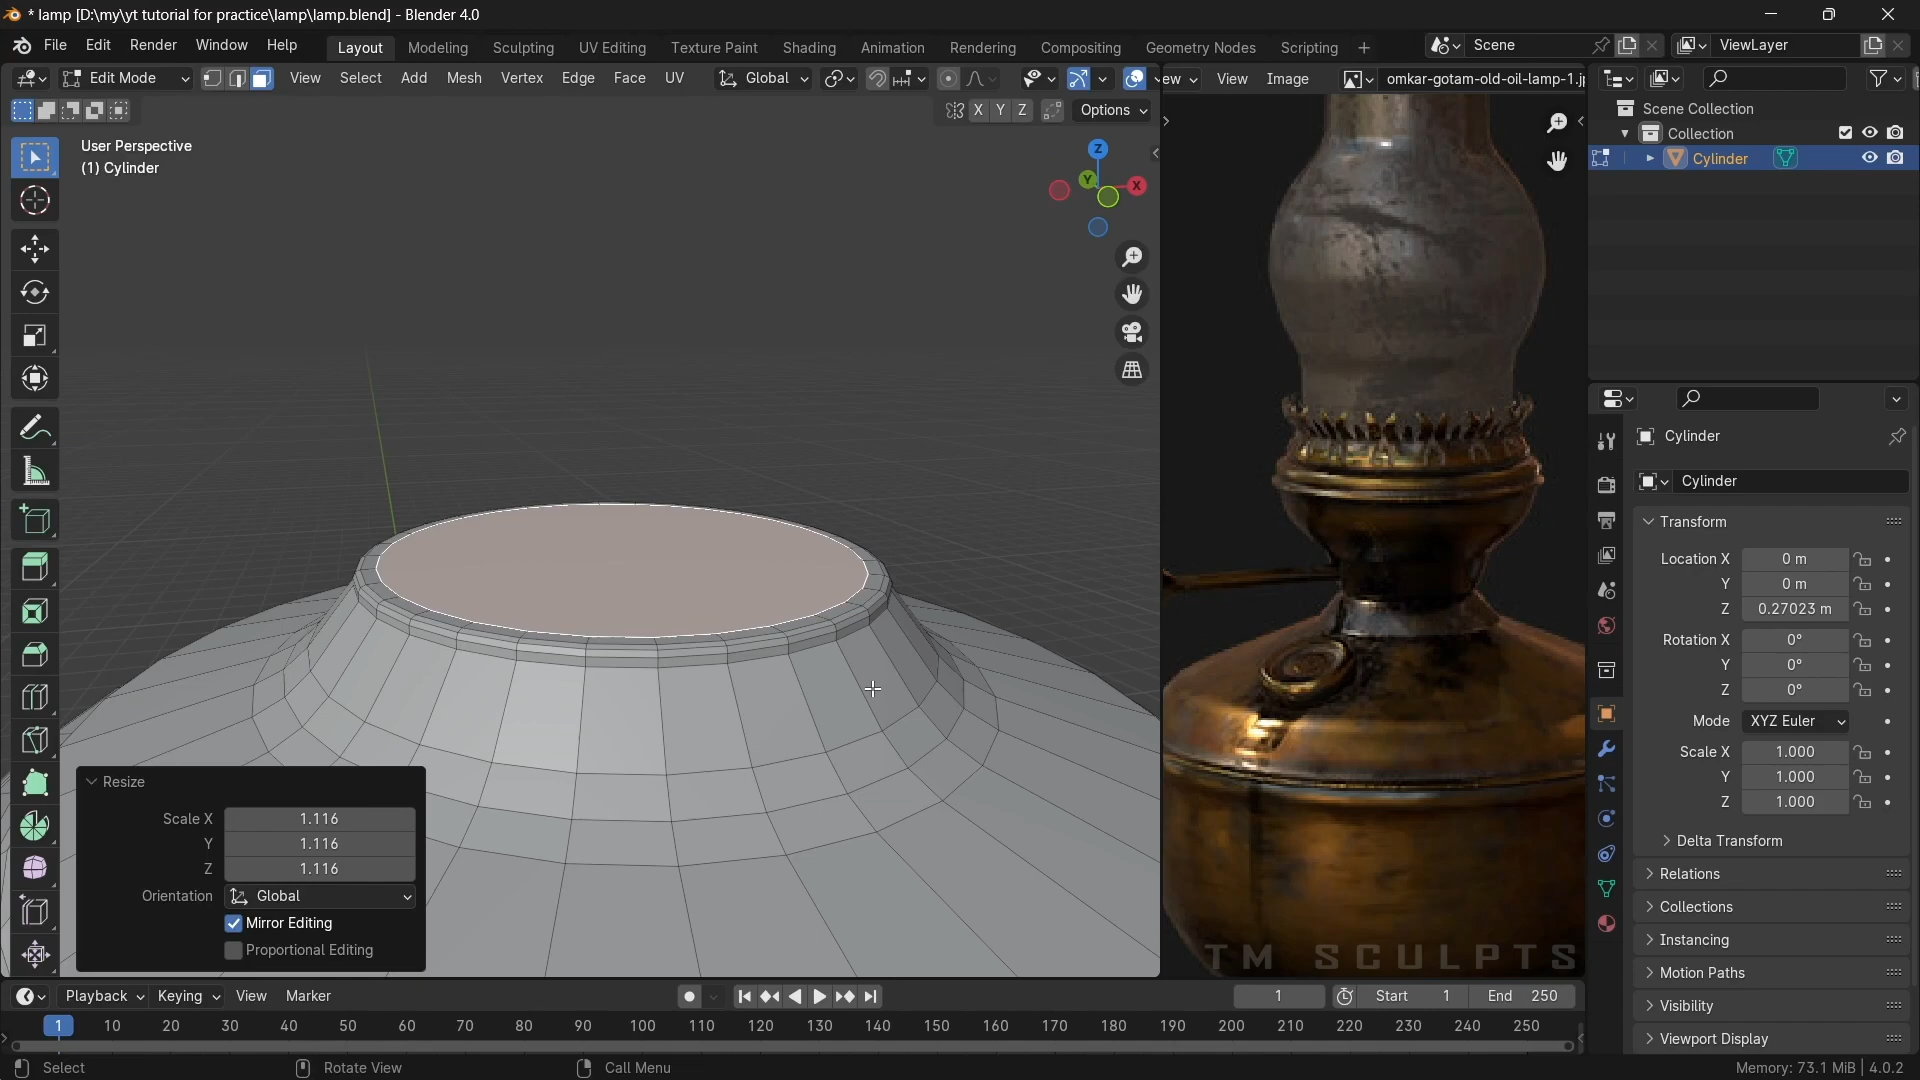 * lamp [D:\my\yt tutorial for practice\lamp\lamp.blend] - Blender 4.0
File Edit Render Window Help Layout Modeling Sculpting UV Editing Texture Paint Shading Animation Rendering Compositing Geometry Nodes Scripting + Scene ViewLayer
Edit Mode View Select Add Mesh Vertex Edge Face UV Global ew View Image omkar-gotam-old-oil-lamp-1.j
X Y Z Options
User Perspective
(1) Cylinder
Z
Y X
Scene Collection
Collection
Cylinder
Cylinder
Cylinder
Transform
Location X 0 m
Y 0 m
Z 0.27023 m
Rotation X 0°
Y 0°
Z 0°
Mode XYZ Euler
Scale X 1.000
Y 1.000
Z 1.000
Delta Transform
Relations
Collections
Instancing
Motion Paths
Visibility
Viewport Display
Resize
Scale X 1.116
Y 1.116
Z 1.116
Orientation Global
Mirror Editing
Proportional Editing
TM SCULPTS
Playback Keying View Marker 1 Start 1 End 250
1 10 20 30 40 50 60 70 80 90 100 110 120 130 140 150 160 170 180 190 200 210 220 230 240 250
Select Rotate View Call Menu Memory: 73.1 MiB | 4.0.2